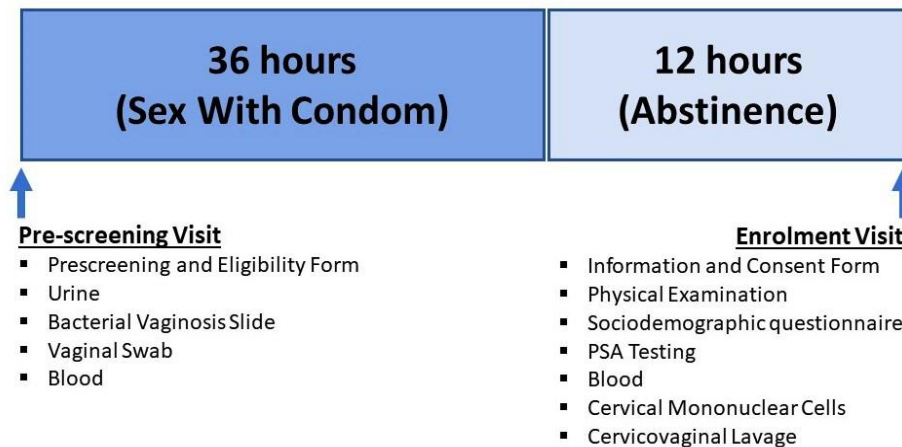 36 hours
(Sex With Condom)
12 hours
(Abstinence)
Pre-screening Visit
▪ Prescreening and Eligibility Form
▪ Urine
▪ Bacterial Vaginosis Slide
▪ Vaginal Swab
▪ Blood
Enrolment Visit
▪ Information and Consent Form
▪ Physical Examination
▪ Sociodemographic questionnaire
▪ PSA Testing
▪ Blood
▪ Cervical Mononuclear Cells
▪ Cervicovaginal Lavage